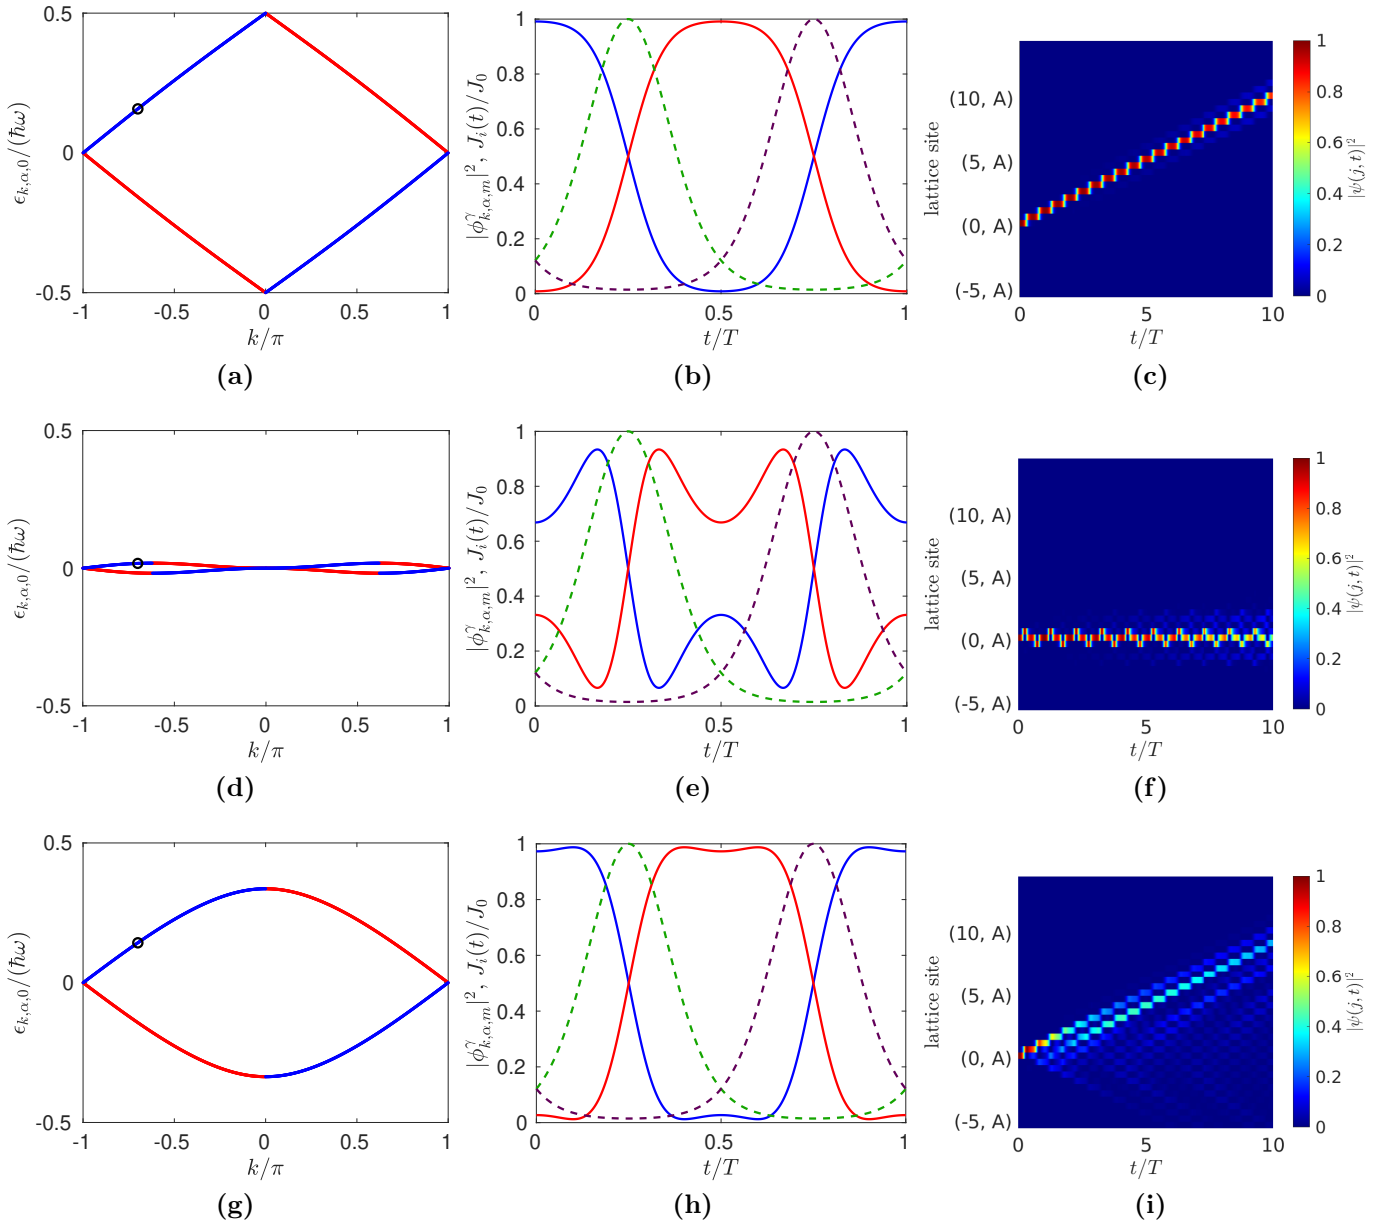 0.5
0
-0.5
ϵ_{k,α,0}/(ħω)
-1 -0.5 0 0.5 1
k/π
(a)
1
0.8
0.6
0.4
0.2
0
|ϕ^γ_{k,α,m}|², J_i(t)/J_0
0 0.5 1
t/T
(b)
(10, A)
(5, A)
(0, A)
(-5, A)
lattice site
0 5 10
t/T
1
0.8
0.6
0.4
0.2
0
|ψ(j,t)|²
(c)
0.5
0
-0.5
ϵ_{k,α,0}/(ħω)
-1 -0.5 0 0.5 1
k/π
(d)
1
0.8
0.6
0.4
0.2
0
|ϕ^γ_{k,α,m}|², J_i(t)/J_0
0 0.5 1
t/T
(e)
(10, A)
(5, A)
(0, A)
(-5, A)
lattice site
0 5 10
t/T
1
0.8
0.6
0.4
0.2
0
|ψ(j,t)|²
(f)
0.5
0
-0.5
ϵ_{k,α,0}/(ħω)
-1 -0.5 0 0.5 1
k/π
(g)
1
0.8
0.6
0.4
0.2
0
|ϕ^γ_{k,α,m}|², J_i(t)/J_0
0 0.5 1
t/T
(h)
(10, A)
(5, A)
(0, A)
(-5, A)
lattice site
0 5 10
t/T
1
0.8
0.6
0.4
0.2
0
|ψ(j,t)|²
(i)